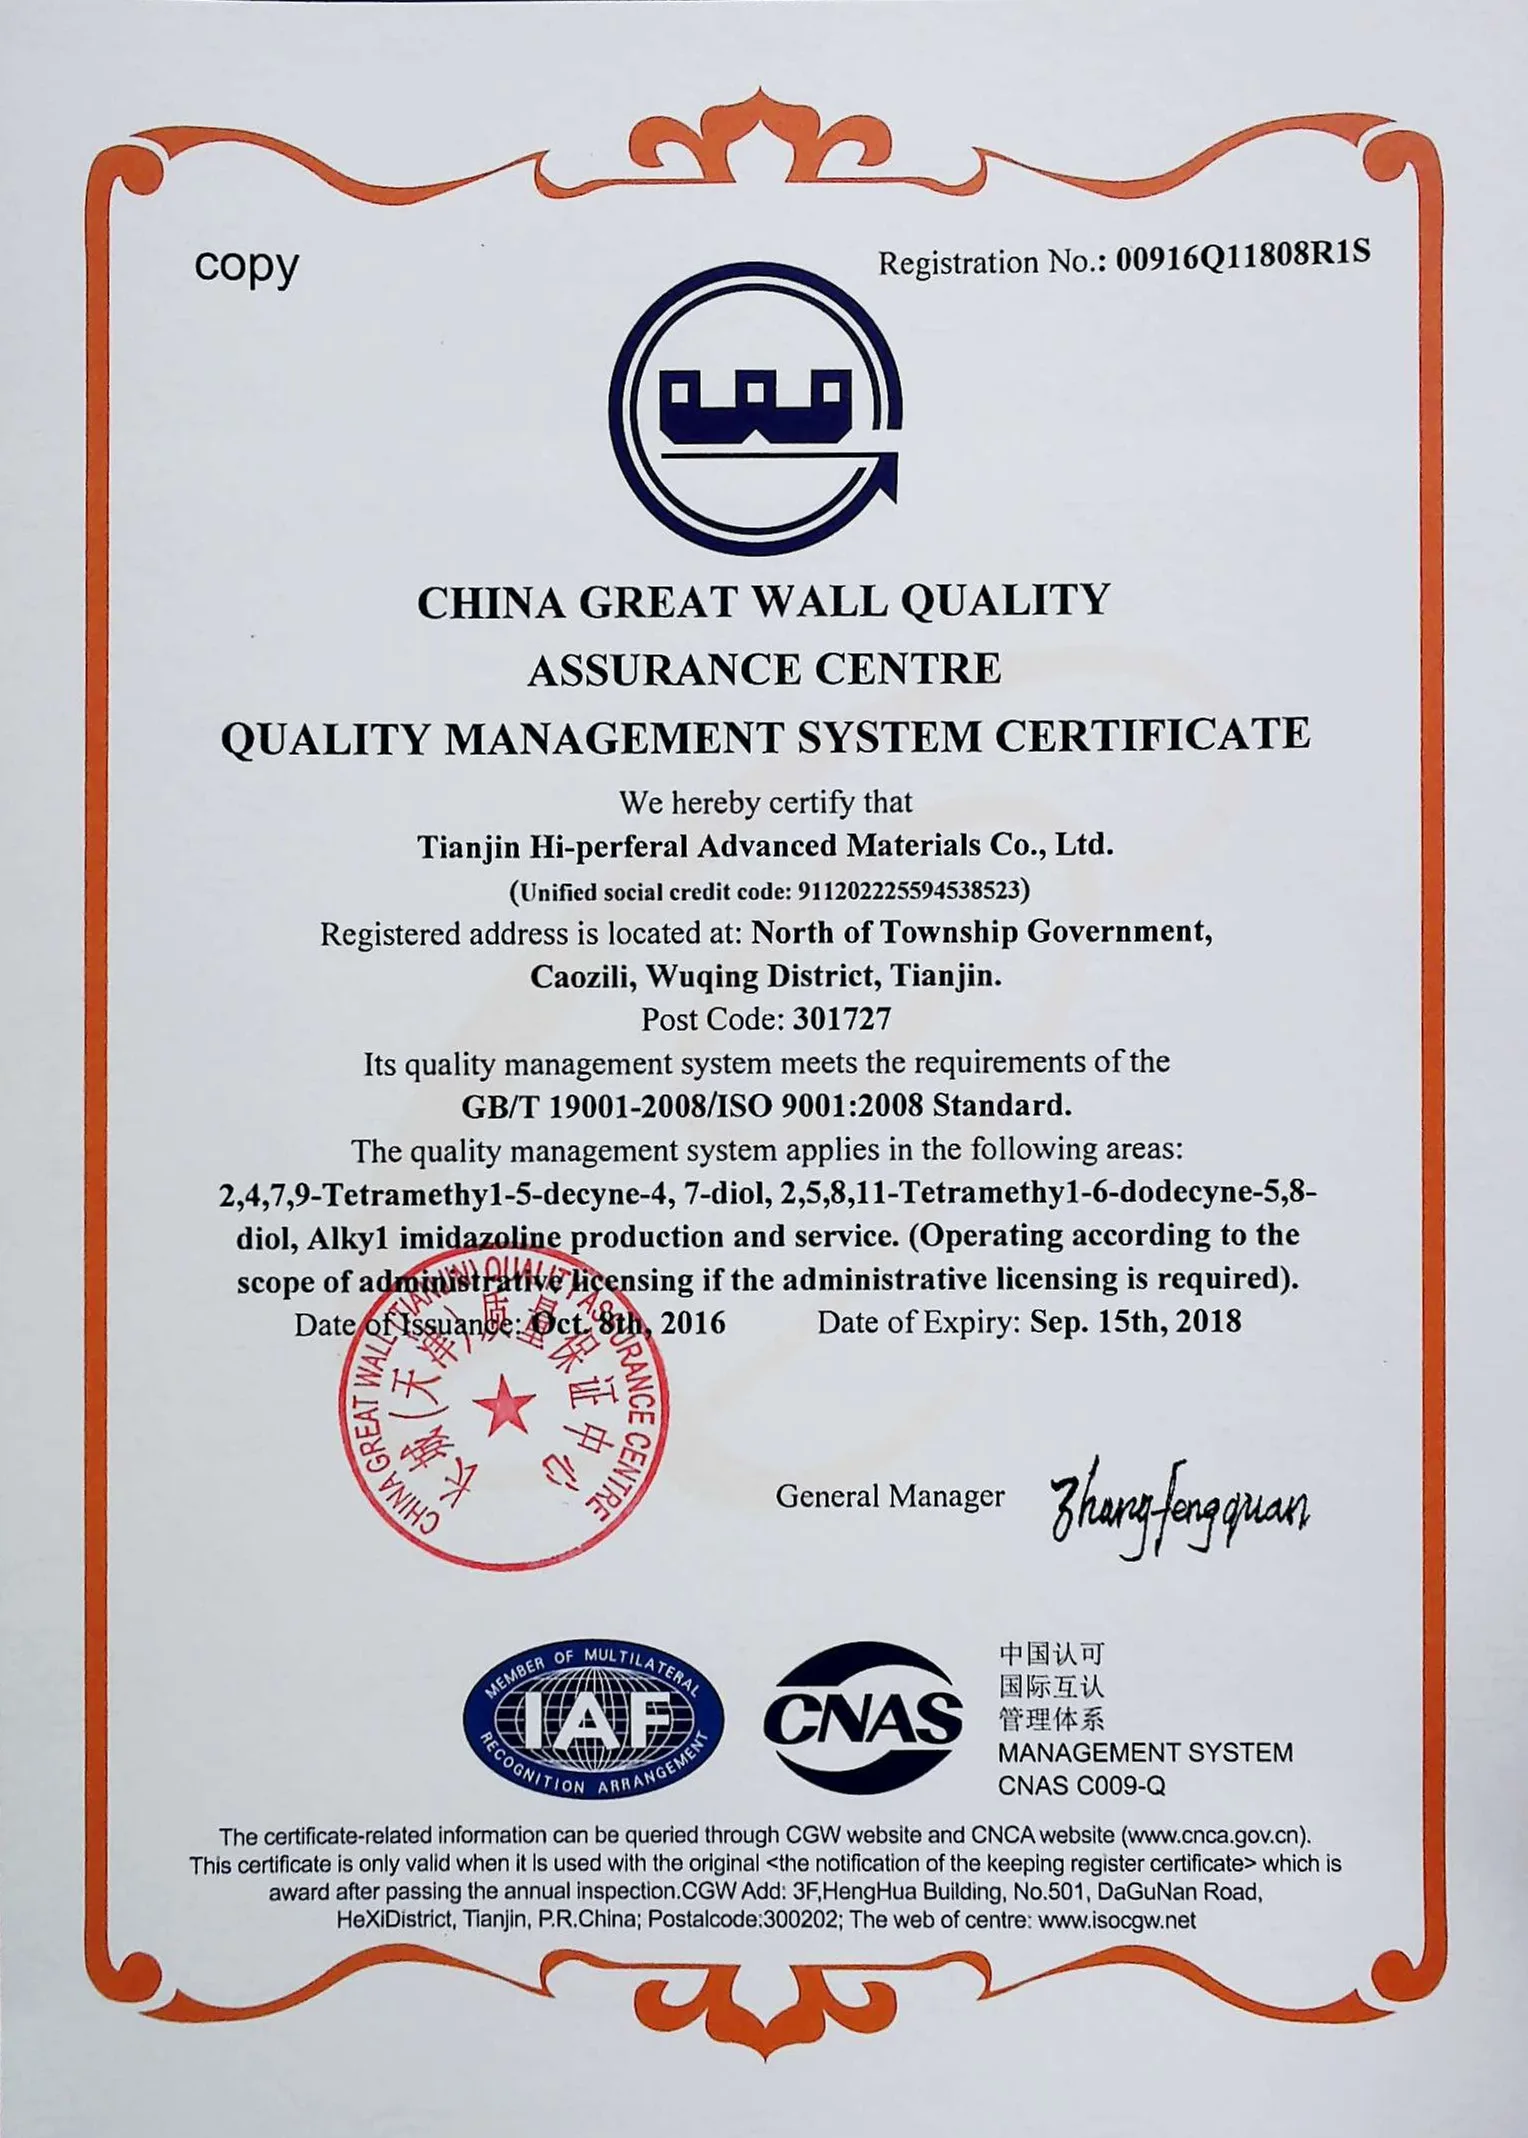 copy
Registration No.: 00916Q11808R1S
CHINA GREAT WALL QUALITY
ASSURANCE CENTRE
QUALITY MANAGEMENT SYSTEM CERTIFICATE
We hereby certify that
Tianjin Hi-perferal Advanced Materials Co., Ltd.
(Unified social credit code: 911202225594538523)
Registered address is located at: North of Township Government,
Caozili, Wuqing District, Tianjin.
Post Code: 301727
Its quality management system meets the requirements of the
GB/T 19001-2008/ISO 9001:2008 Standard.
The quality management system applies in the following areas:
2,4,7,9-Tetramethy1-5-decyne-4, 7-diol, 2,5,8,11-Tetramethy1-6-dodecyne-5,8-
diol, Alky1 imidazoline production and service. (Operating according to the
scope of administrative licensing if the administrative licensing is required).
Date of Issuance: Oct. 8th, 2016 Date of Expiry: Sep. 15th, 2018
CHINA GREAT WALL (TIANJIN) QUALITY ASSURANCE CENTRE
长城(天津)质量保证中心
General Manager Zhangfengquan
MEMBER OF MULTILATERAL
IAF
RECOGNITION ARRANGEMENT
CNAS
中国认可
国际互认
管理体系
MANAGEMENT SYSTEM
CNAS C009-Q
The certificate-related information can be queried through CGW website and CNCA website (www.cnca.gov.cn).
This certificate is only valid when it Is used with the original <the notification of the keeping register certificate> which is
award after passing the annual inspection.CGW Add: 3F,HengHua Building, No.501, DaGuNan Road,
HeXiDistrict, Tianjin, P.R.China; Postalcode:300202; The web of centre: www.isocgw.net